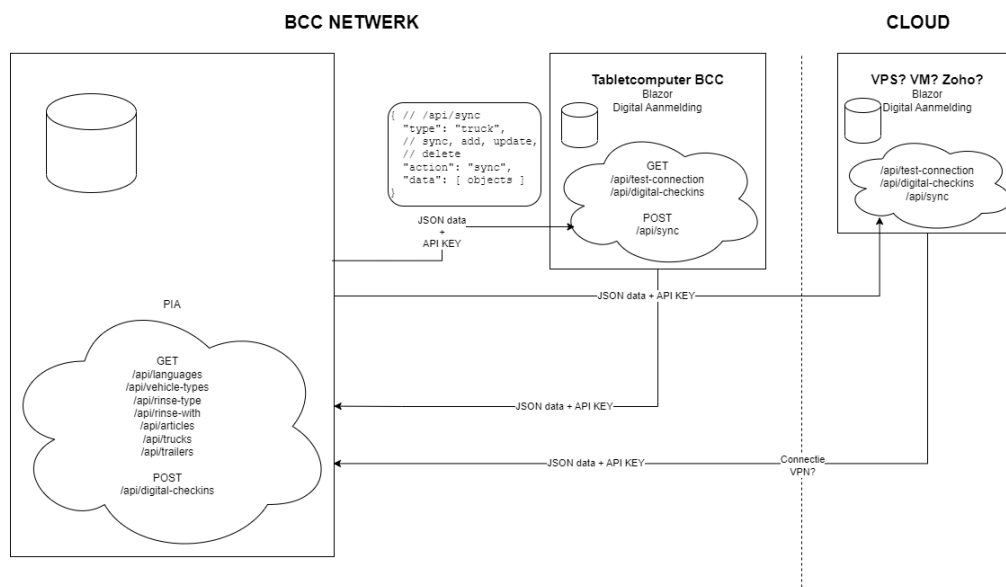 BCC NETWERK
CLOUD
{ // /api/sync
"type": "truck",
// sync, add, update,
// delete
"action": "sync",
"data": [ objects ]
}
JSON data
+
API KEY
Tabletcomputer BCC
Blazor
Digital Aanmelding
GET
/api/test-connection
/api/digital-checkins
POST
/api/sync
VPS? VM? Zoho?
Blazor
Digital Aanmelding
/api/test-connection
/api/digital-checkins
/api/sync
JSON data + API KEY
PIA
GET
/api/languages
/api/vehicle-types
/api/rinse-type
/api/rinse-with
/api/articles
/api/trucks
/api/trailers
POST
/api/digital-checkins
JSON data + API KEY
JSON data + API KEY
Connectie
VPN?